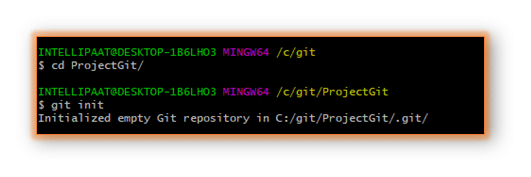 INTELLIPAAT@DESKTOP-1B6LHO3 MINGW64 /c/git
$ cd ProjectGit/
INTELLIPAAT@DESKTOP-1B6LHO3 MINGW64 /c/git/ProjectGit
$ git init
Initialized empty Git repository in C:/git/ProjectGit/.git/